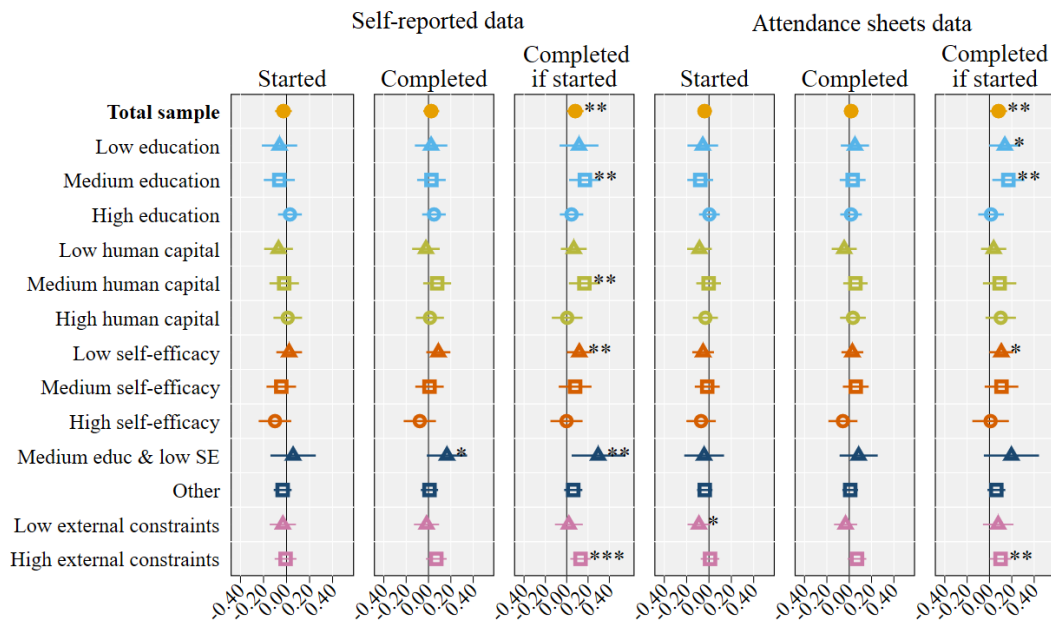 Self-reported data Attendance sheets data
Completed Completed
Started Completed if started Started Completed if started
Total sample ** **
Low education *
Medium education ** **
High education
Low human capital
Medium human capital **
High human capital
Low self-efficacy ** *
Medium self-efficacy
High self-efficacy
Medium educ & low SE * **
Other
Low external constraints *
High external constraints *** **
-0.40 -0.20 0.00 0.20 0.40 -0.40 -0.20 0.00 0.20 0.40 -0.40 -0.20 0.00 0.20 0.40 -0.40 -0.20 0.00 0.20 0.40 -0.40 -0.20 0.00 0.20 0.40 -0.40 -0.20 0.00 0.20 0.40